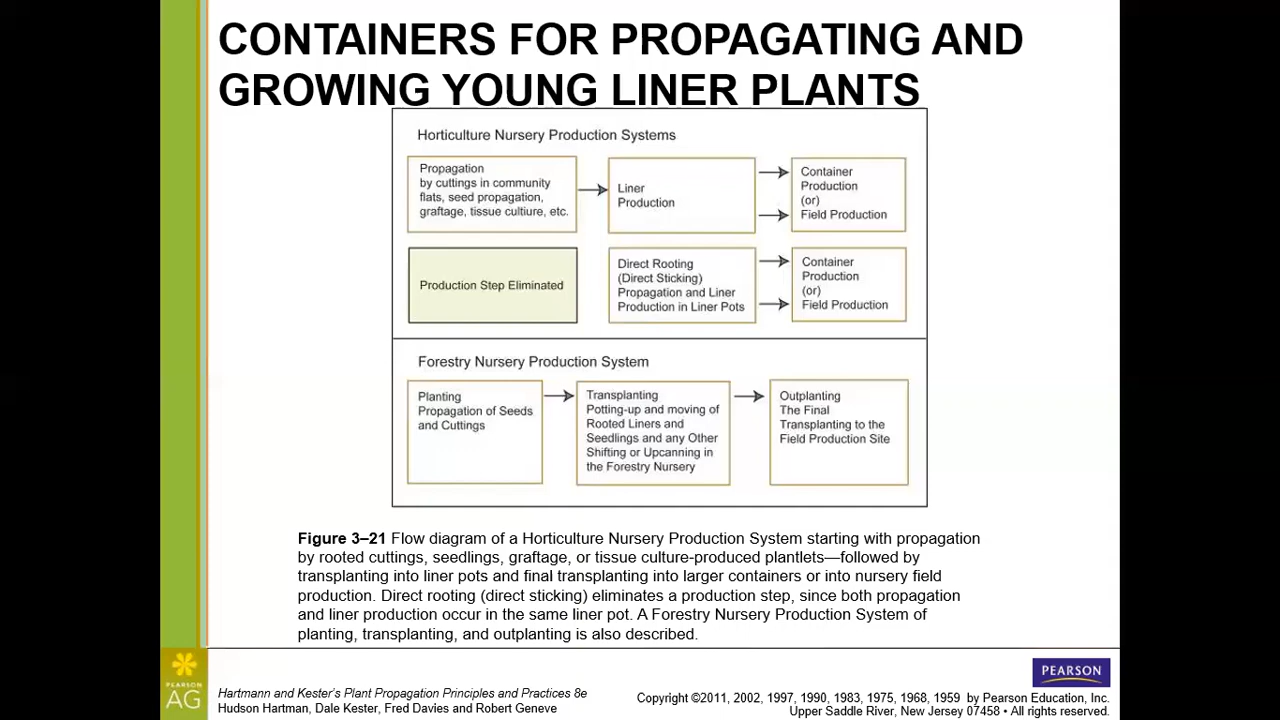 CONTAINERS FOR PROPAGATING AND
GROWING YOUNG LINER PLANTS
Horticulture Nursery Production Systems
Propagation
by cuttings in community
flats, seed propagation,
graftage, tissue cultiure, etc.
Liner
Production
Container
Production
(or)
Field Production
Production Step Eliminated
Direct Rooting
(Direct Sticking)
Propagation and Liner
Production in Liner Pots
Container
Production
(or)
Field Production
Forestry Nursery Production System
Planting
Propagation of Seeds
and Cuttings
Transplanting
Potting-up and moving of
Rooted Liners and
Seedlings and any Other
Shifting or Upcanning in
the Forestry Nursery
Outplanting
The Final
Transplanting to the
Field Production Site
Figure 3–21 Flow diagram of a Horticulture Nursery Production System starting with propagation
by rooted cuttings, seedlings, graftage, or tissue culture-produced plantlets—followed by
transplanting into liner pots and final transplanting into larger containers or into nursery field
production. Direct rooting (direct sticking) eliminates a production step, since both propagation
and liner production occur in the same liner pot. A Forestry Nursery Production System of
planting, transplanting, and outplanting is also described.
PEARSON
AG
Hartmann and Kester's Plant Propagation Principles and Practices 8e
Hudson Hartman, Dale Kester, Fred Davies and Robert Geneve
PEARSON
Copyright ©2011, 2002, 1997, 1990, 1983, 1975, 1968, 1959 by Pearson Education, Inc.
Upper Saddle River, New Jersey 07458 • All rights reserved.